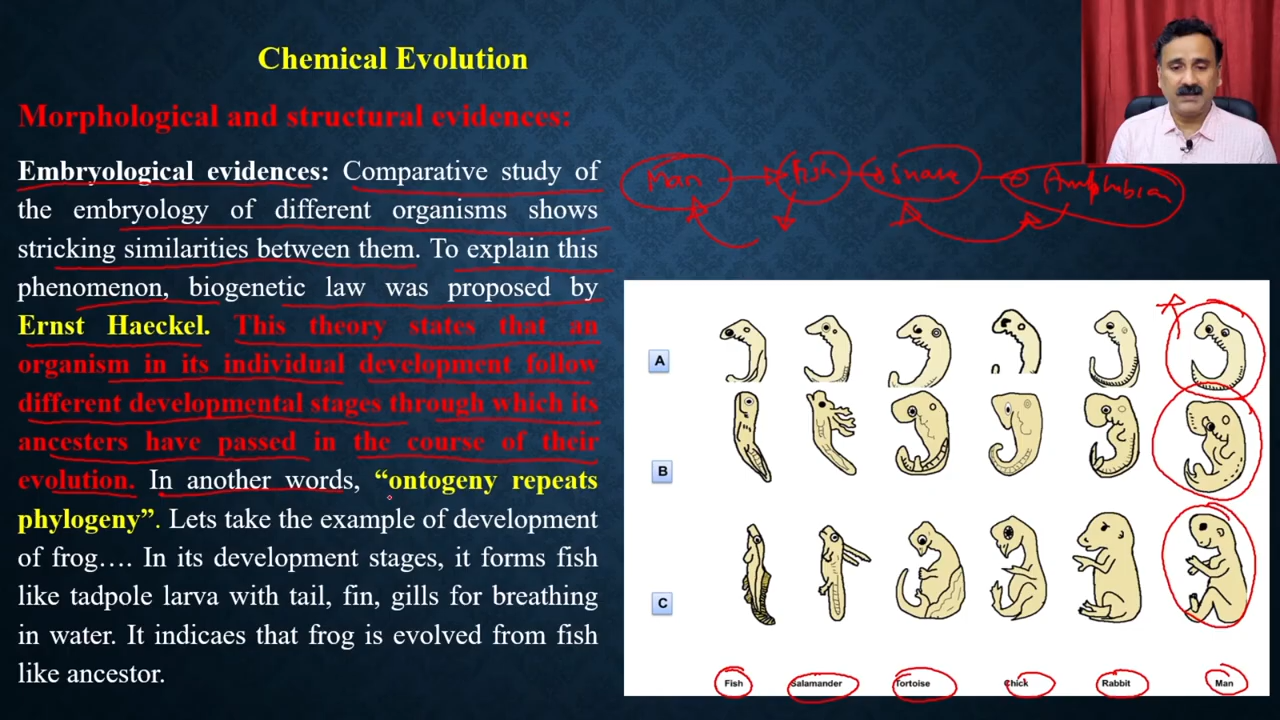 Chemical Evolution
Morphological and structural evidences:
Embryological evidences: Comparative study of
the embryology of different organisms shows
stricking similarities between them. To explain this
phenomenon, biogenetic law was proposed by
Ernst Haeckel. This theory states that an
organism in its individual development follow
different developmental stages through which its
ancesters have passed in the course of their
evolution. In another words, “ontogeny repeats
phylogeny”. Lets take the example of development
of frog…. In its development stages, it forms fish
like tadpole larva with tail, fin, gills for breathing
in water. It indicaes that frog is evolved from fish
like ancestor.
Man Fish Snake Amphibian
A
B
C
Fish Salamander Tortoise Chick Rabbit Man